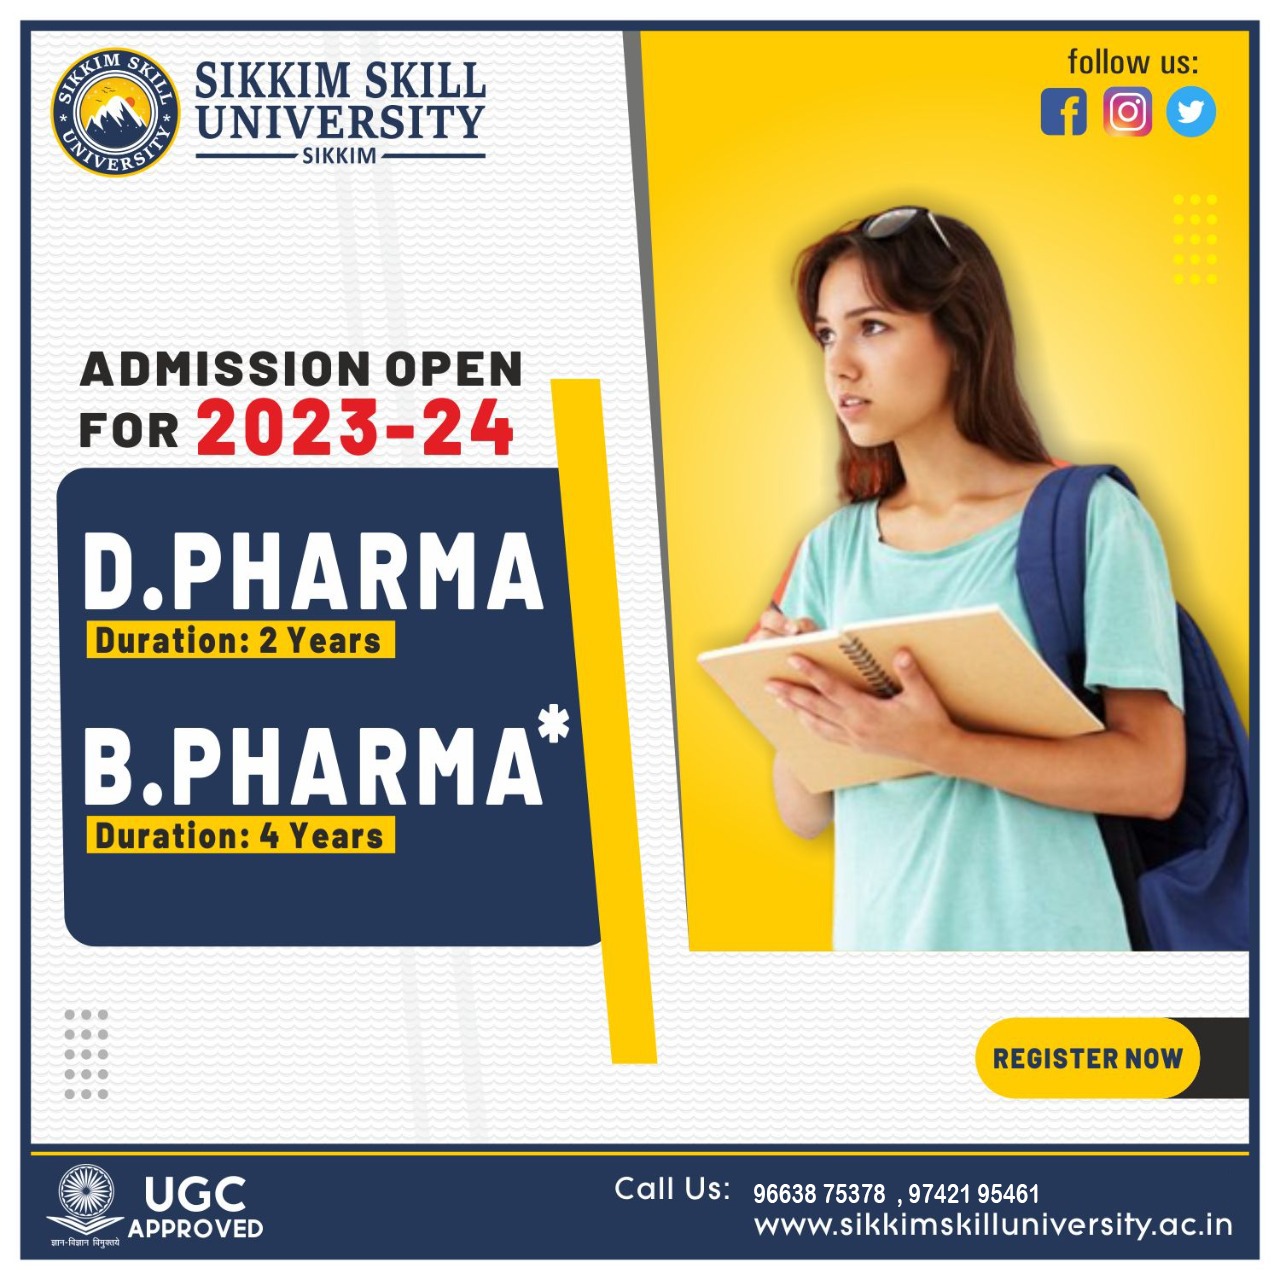 SIKKIM SKILL
UNIVERSITY
SIKKIM SKILL
UNIVERSITY
SIKKIM
follow us:
ADMISSION OPEN
FOR 2023-24
D.PHARMA
Duration: 2 Years
B.PHARMA*
Duration: 4 Years
REGISTER NOW
UGC
APPROVED
ज्ञान-विज्ञान विमुक्तये
Call Us: 96638 75378 , 97421 95461
www.sikkimskilluniversity.ac.in